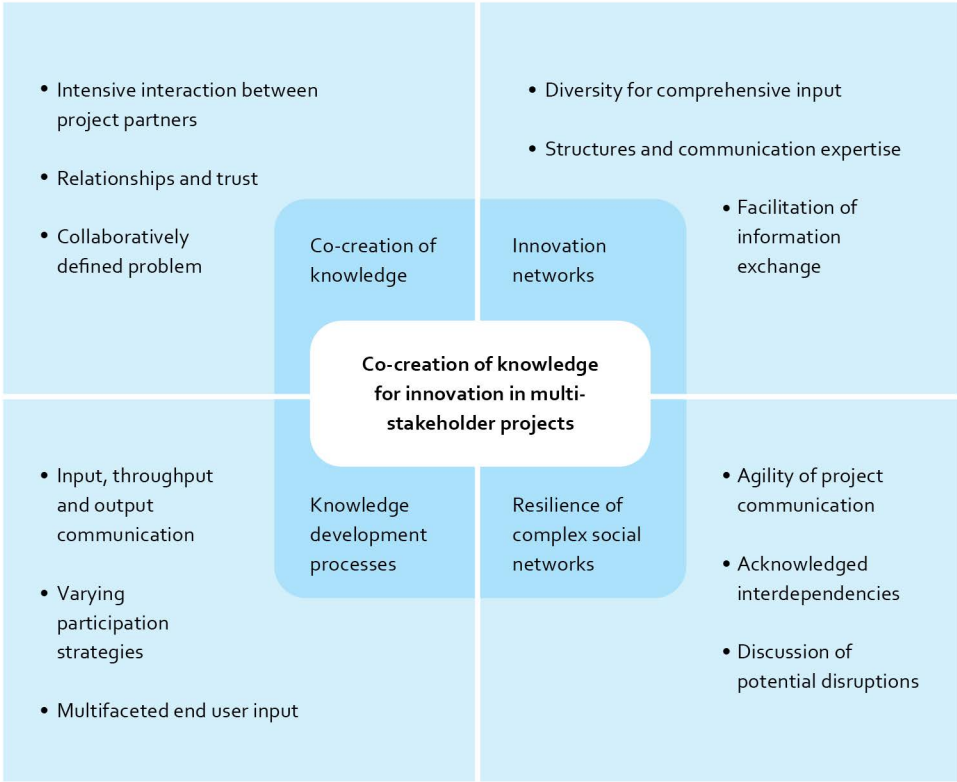 • Intensive interaction between
project partners
• Relationships and trust
• Collaboratively
defined problem
Co-creation of
knowledge
• Diversity for comprehensive input
• Structures and communication expertise
• Facilitation of
information
exchange
Innovation
networks
Co-creation of knowledge
for innovation in multi-
stakeholder projects
• Input, throughput
and output
communication
• Varying
participation
strategies
• Multifaceted end user input
Knowledge
development
processes
Resilience of
complex social
networks
• Agility of project
communication
• Acknowledged
interdependencies
• Discussion of
potential disruptions